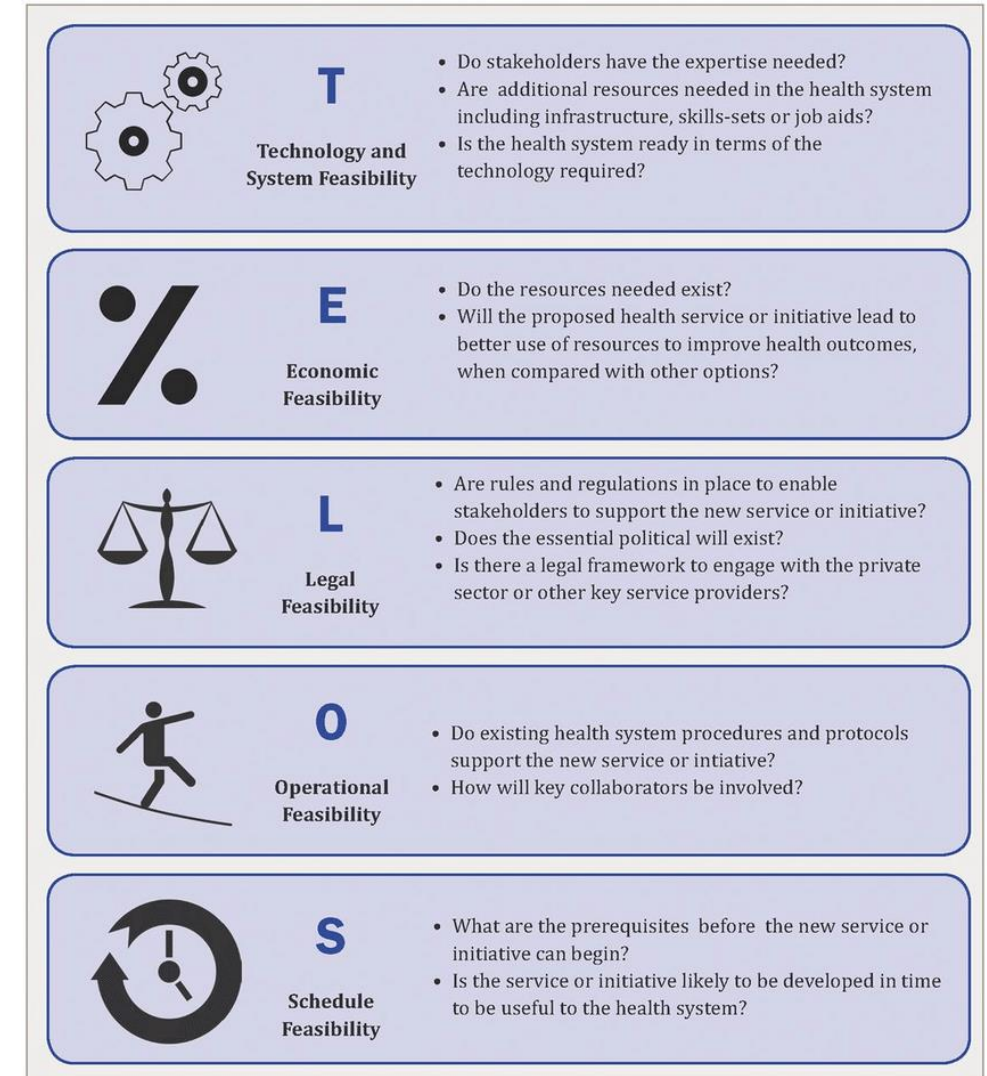 T
Technology and
System Feasibility
• Do stakeholders have the expertise needed?
• Are additional resources needed in the health system
including infrastructure, skills-sets or job aids?
• Is the health system ready in terms of the
technology required?
E
Economic
Feasibility
• Do the resources needed exist?
• Will the proposed health service or initiative lead to
better use of resources to improve health outcomes,
when compared with other options?
L
Legal
Feasibility
• Are rules and regulations in place to enable
stakeholders to support the new service or initiative?
• Does the essential political will exist?
• Is there a legal framework to engage with the private
sector or other key service providers?
O
Operational
Feasibility
• Do existing health system procedures and protocols
support the new service or intiative?
• How will key collaborators be involved?
S
Schedule
Feasibility
• What are the prerequisites before the new service or
initiative can begin?
• Is the service or initiative likely to be developed in time
to be useful to the health system?